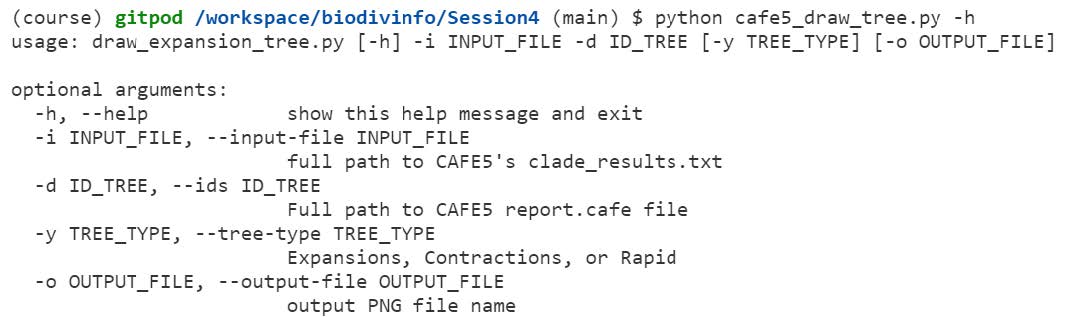 (course) gitpod /workspace/biodivinfo/Session4 (main) $ python cafe5_draw_tree.py -h
usage: draw_expansion_tree.py [-h] -i INPUT_FILE -d ID_TREE [-y TREE_TYPE] [-o OUTPUT_FILE]

optional arguments:
  -h, --help            show this help message and exit
  -i INPUT_FILE, --input-file INPUT_FILE
                        full path to CAFE5's clade_results.txt
  -d ID_TREE, --ids ID_TREE
                        Full path to CAFE5 report.cafe file
  -y TREE_TYPE, --tree-type TREE_TYPE
                        Expansions, Contractions, or Rapid
  -o OUTPUT_FILE, --output-file OUTPUT_FILE
                        output PNG file name